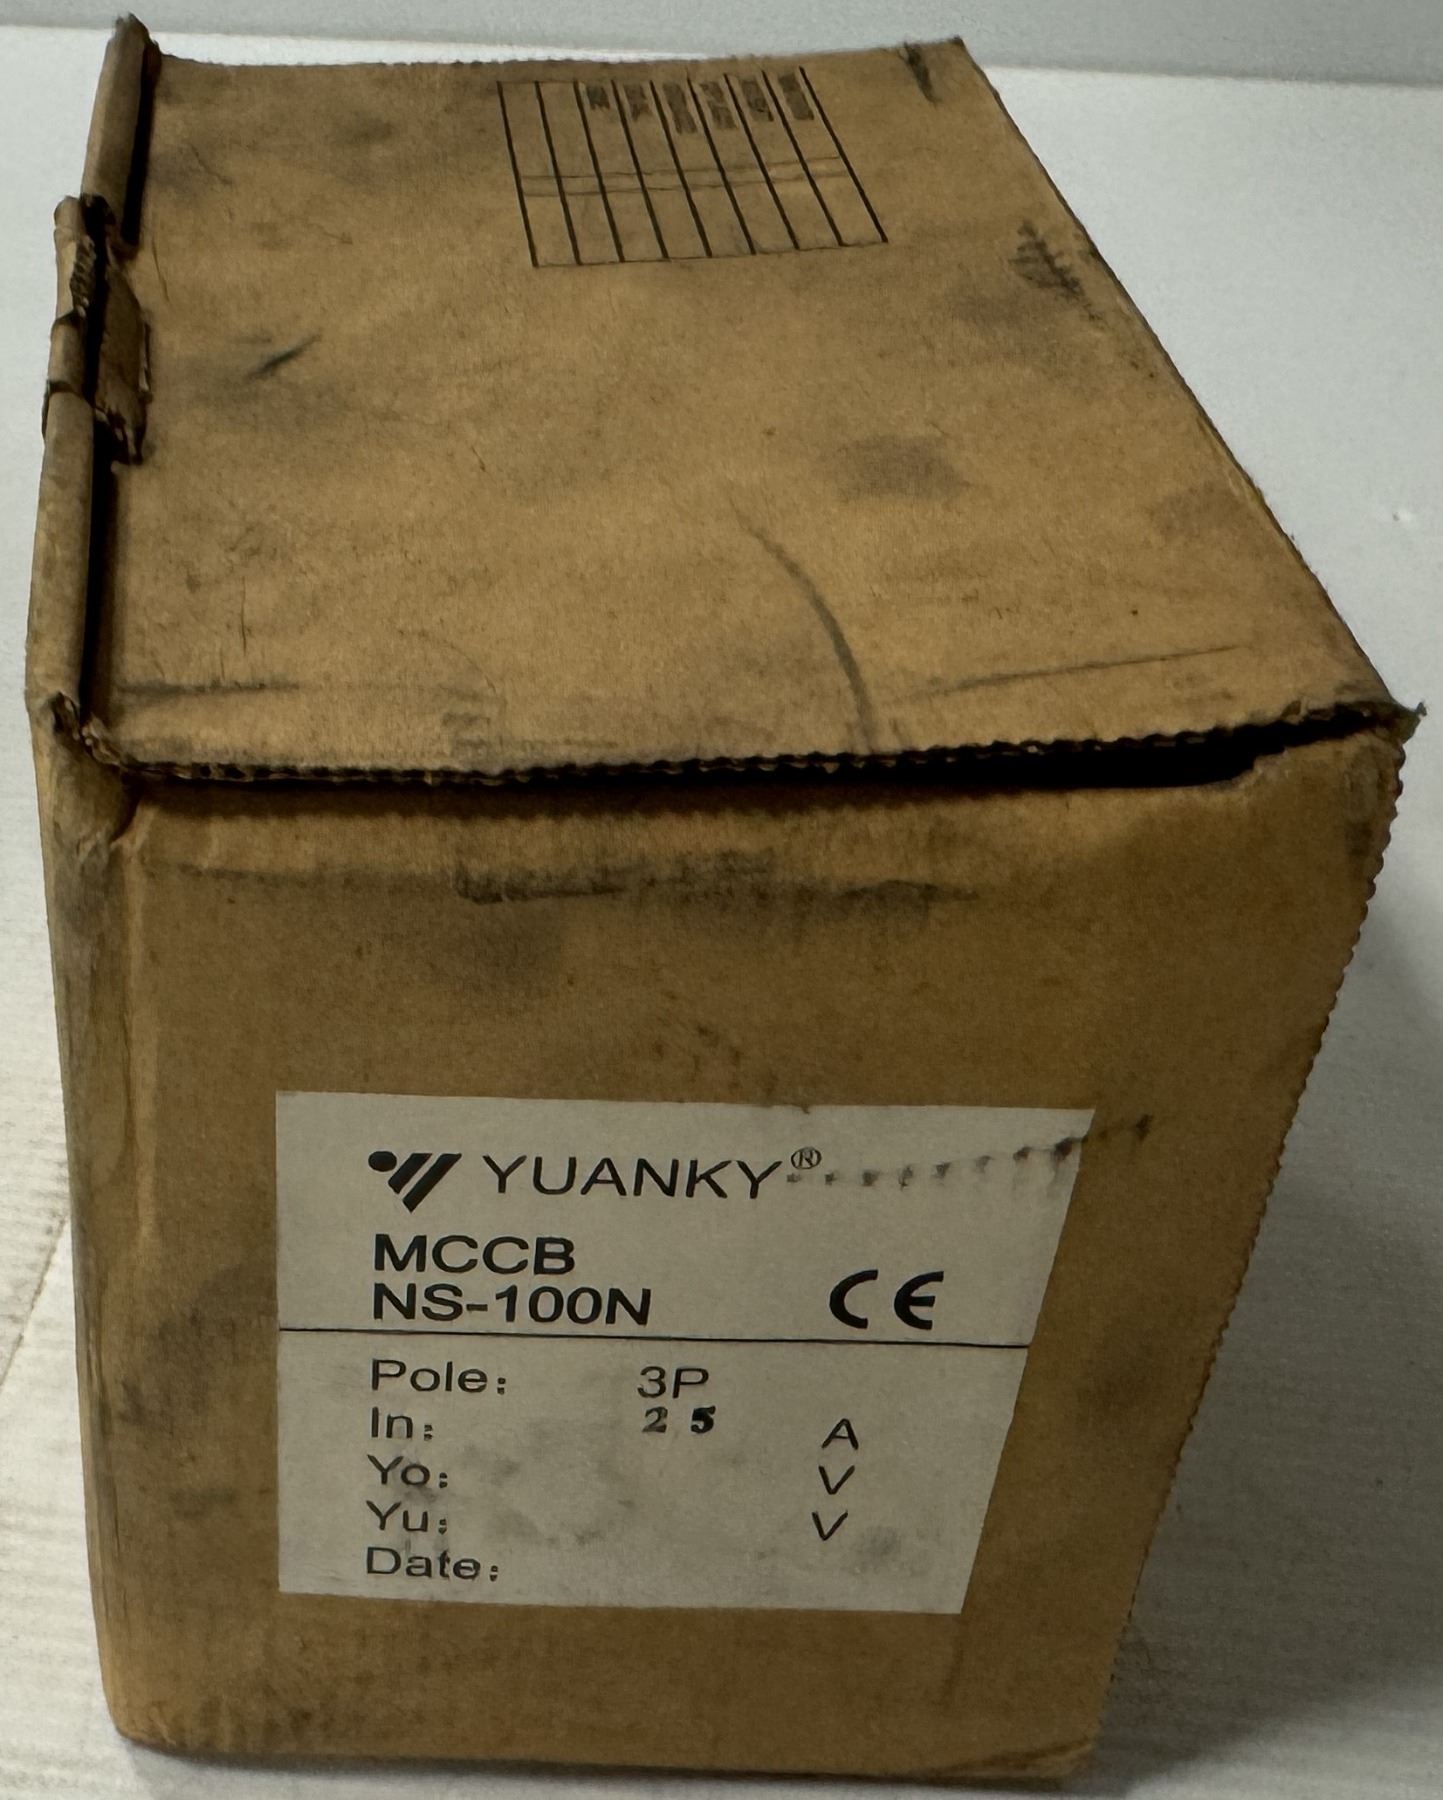 YUANKY®
MCCB
NS-100N CE
Pole: 3P
In: 25 A
Yo: V
Yu: V
Date: